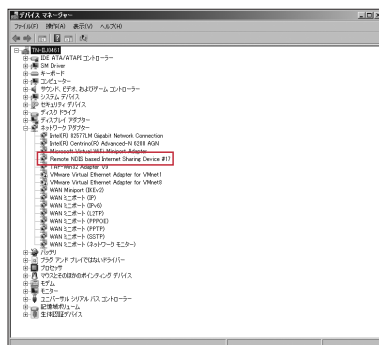 デバイス マネージャー
ファイル(F) 操作(A) 表示(V) ヘルプ(H)
TN-EJ0461
IDE ATA/ATAPI コントローラー
SM Driver
キーボード
コンピューター
サウンド、ビデオ、およびゲーム コントローラー
システム デバイス
セキュリティ デバイス
ディスク ドライブ
ディスプレイ アダプター
ネットワーク アダプター
Intel(R) 82577LM Gigabit Network Connection
Intel(R) Centrino(R) Advanced-N 6200 AGN
Microsoft Virtual WiFi Miniport Adapter
Remote NDIS based Internet Sharing Device #17
TAP-Win32 Adapter V9
VMware Virtual Ethernet Adapter for VMnet1
VMware Virtual Ethernet Adapter for VMnet8
WAN Miniport (IKEv2)
WAN ミニポート (IP)
WAN ミニポート (IPv6)
WAN ミニポート (L2TP)
WAN ミニポート (PPPOE)
WAN ミニポート (PPTP)
WAN ミニポート (SSTP)
WAN ミニポート (ネットワーク モニター)
バッテリ
プラグ アンド プレイではないドライバー
プロセッサ
マウスとそのほかのポインティング デバイス
モデム
モニター
ユニバーサル シリアル バス コントローラー
記憶域ボリューム
生体認証デバイス